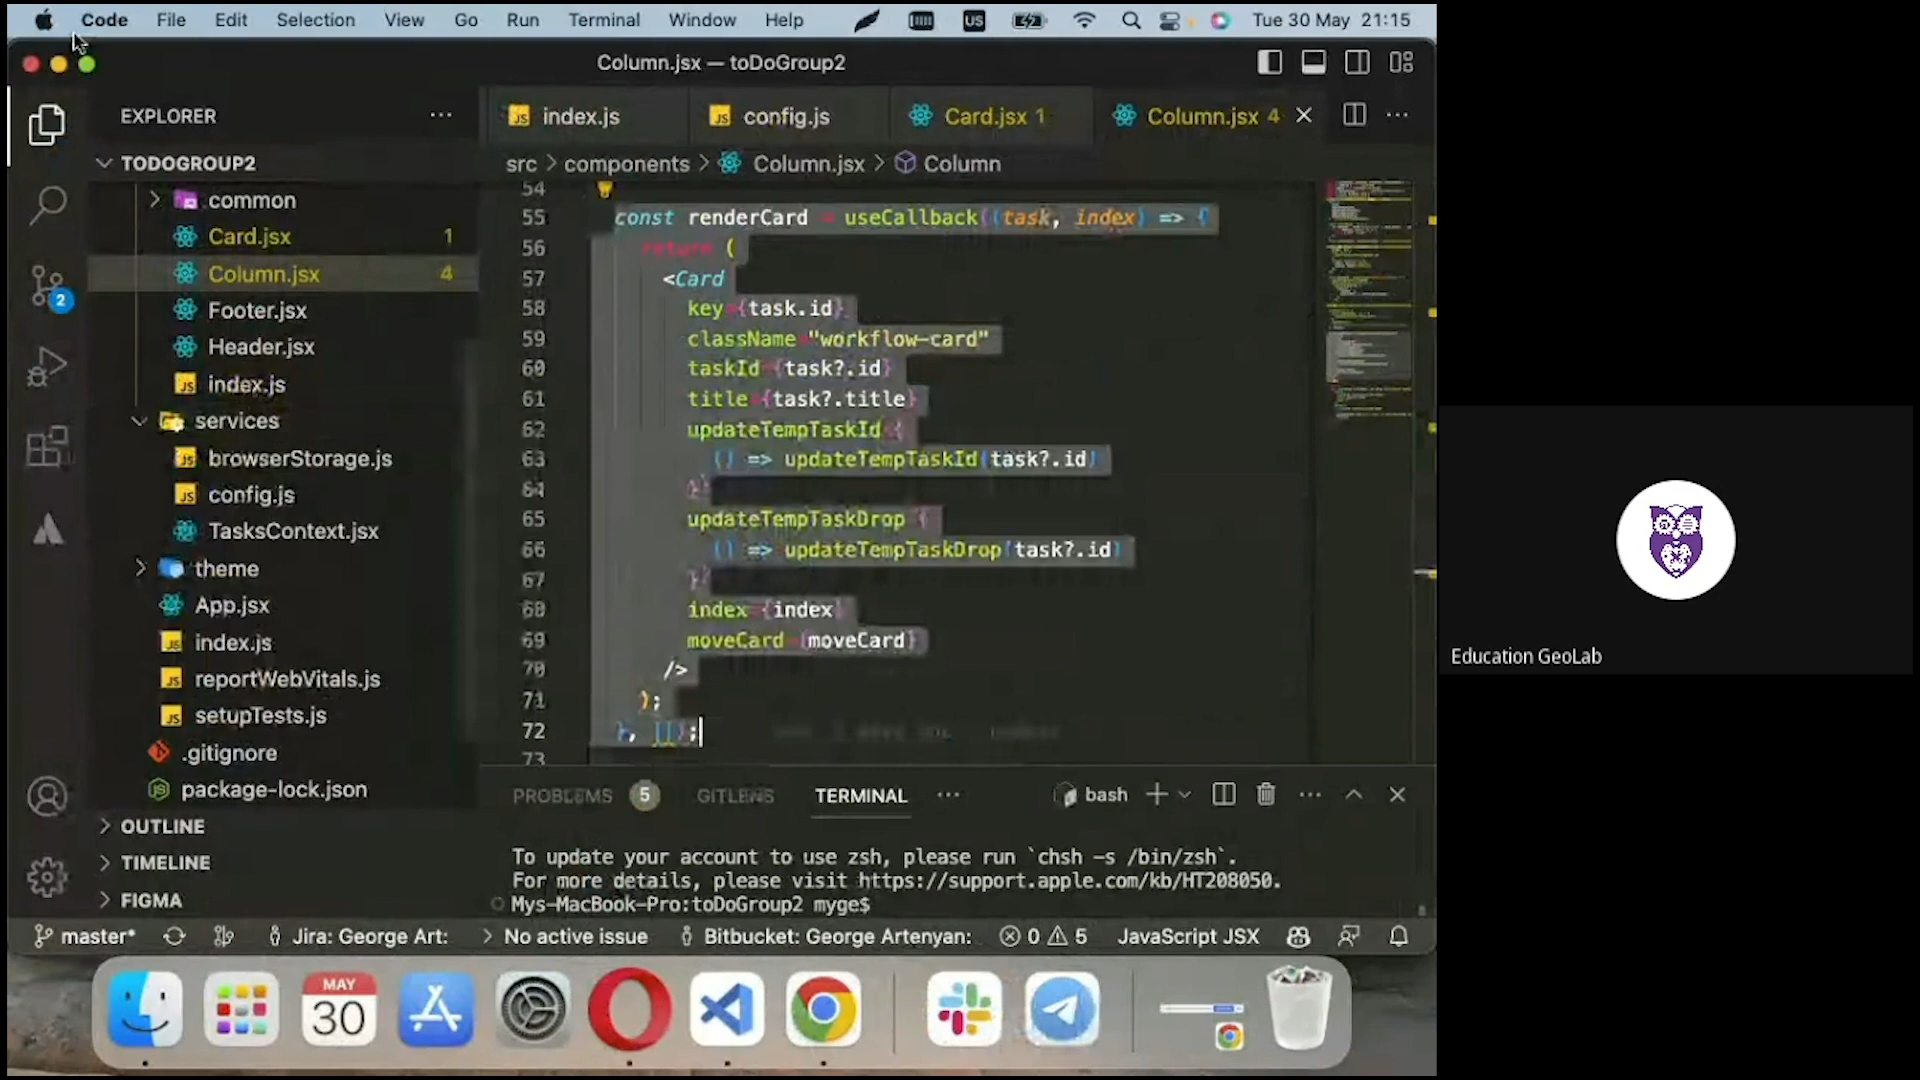 Code File Edit Selection View Go Run Terminal Window Help US Tue 30 May 21:15
Column.jsx — toDoGroup2
EXPLORER
index.js config.js Card.jsx 1 Column.jsx 4
TODOGROUP2
src > components > Column.jsx > Column
common
Card.jsx 1
Column.jsx 4
Footer.jsx
Header.jsx
index.js
services
browserStorage.js
config.js
TasksContext.jsx
theme
App.jsx
index.js
reportWebVitals.js
setupTests.js
.gitignore
package-lock.json
OUTLINE
TIMELINE
FIGMA
2
54
55 const renderCard = useCallback((task, index) => {
56 return (
57 <Card
58 key={task.id}
59 className="workflow-card"
60 taskId={task?.id}
61 title={task?.title}
62 updateTempTaskId={
63 () => updateTempTaskId(task?.id)
64 }
65 updateTempTaskDrop={
66 () => updateTempTaskDrop(task?.id)
67 }
68 index={index}
69 moveCard={moveCard}
70 />
71 );
72 }, []);
73
PROBLEMS 5 GITLENS TERMINAL bash
To update your account to use zsh, please run `chsh -s /bin/zsh`.
For more details, please visit https://support.apple.com/kb/HT208050.
Mys-MacBook-Pro:toDoGroup2 myge$
master* Jira: George Art: No active issue Bitbucket: George Artenyan: 0 5 JavaScript JSX
MAY
30
Education GeoLab